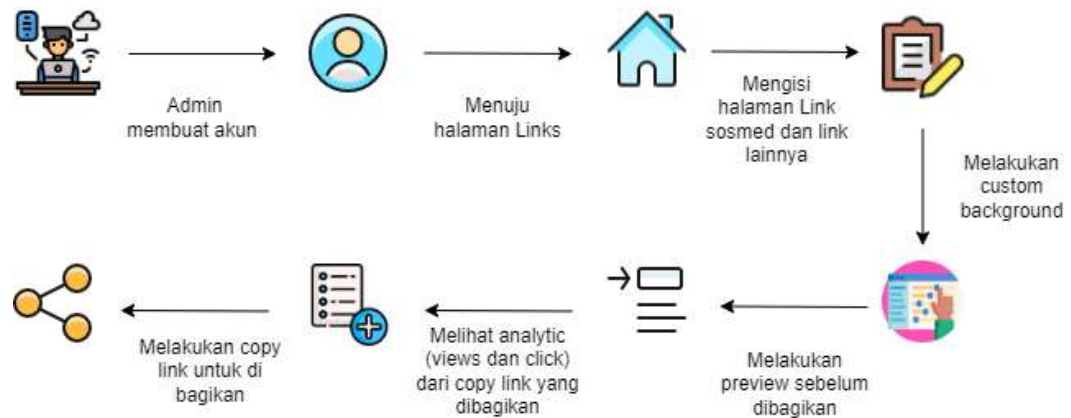 Admin
membuat akun
Menuju
halaman Links
Mengisi
halaman Link
sosmed dan link
lainnya
Melakukan
custom
background
Melakukan
preview sebelum
dibagikan
Melihat analytic
(views dan click)
dari copy link yang
dibagikan
Melakukan copy
link untuk di
bagikan